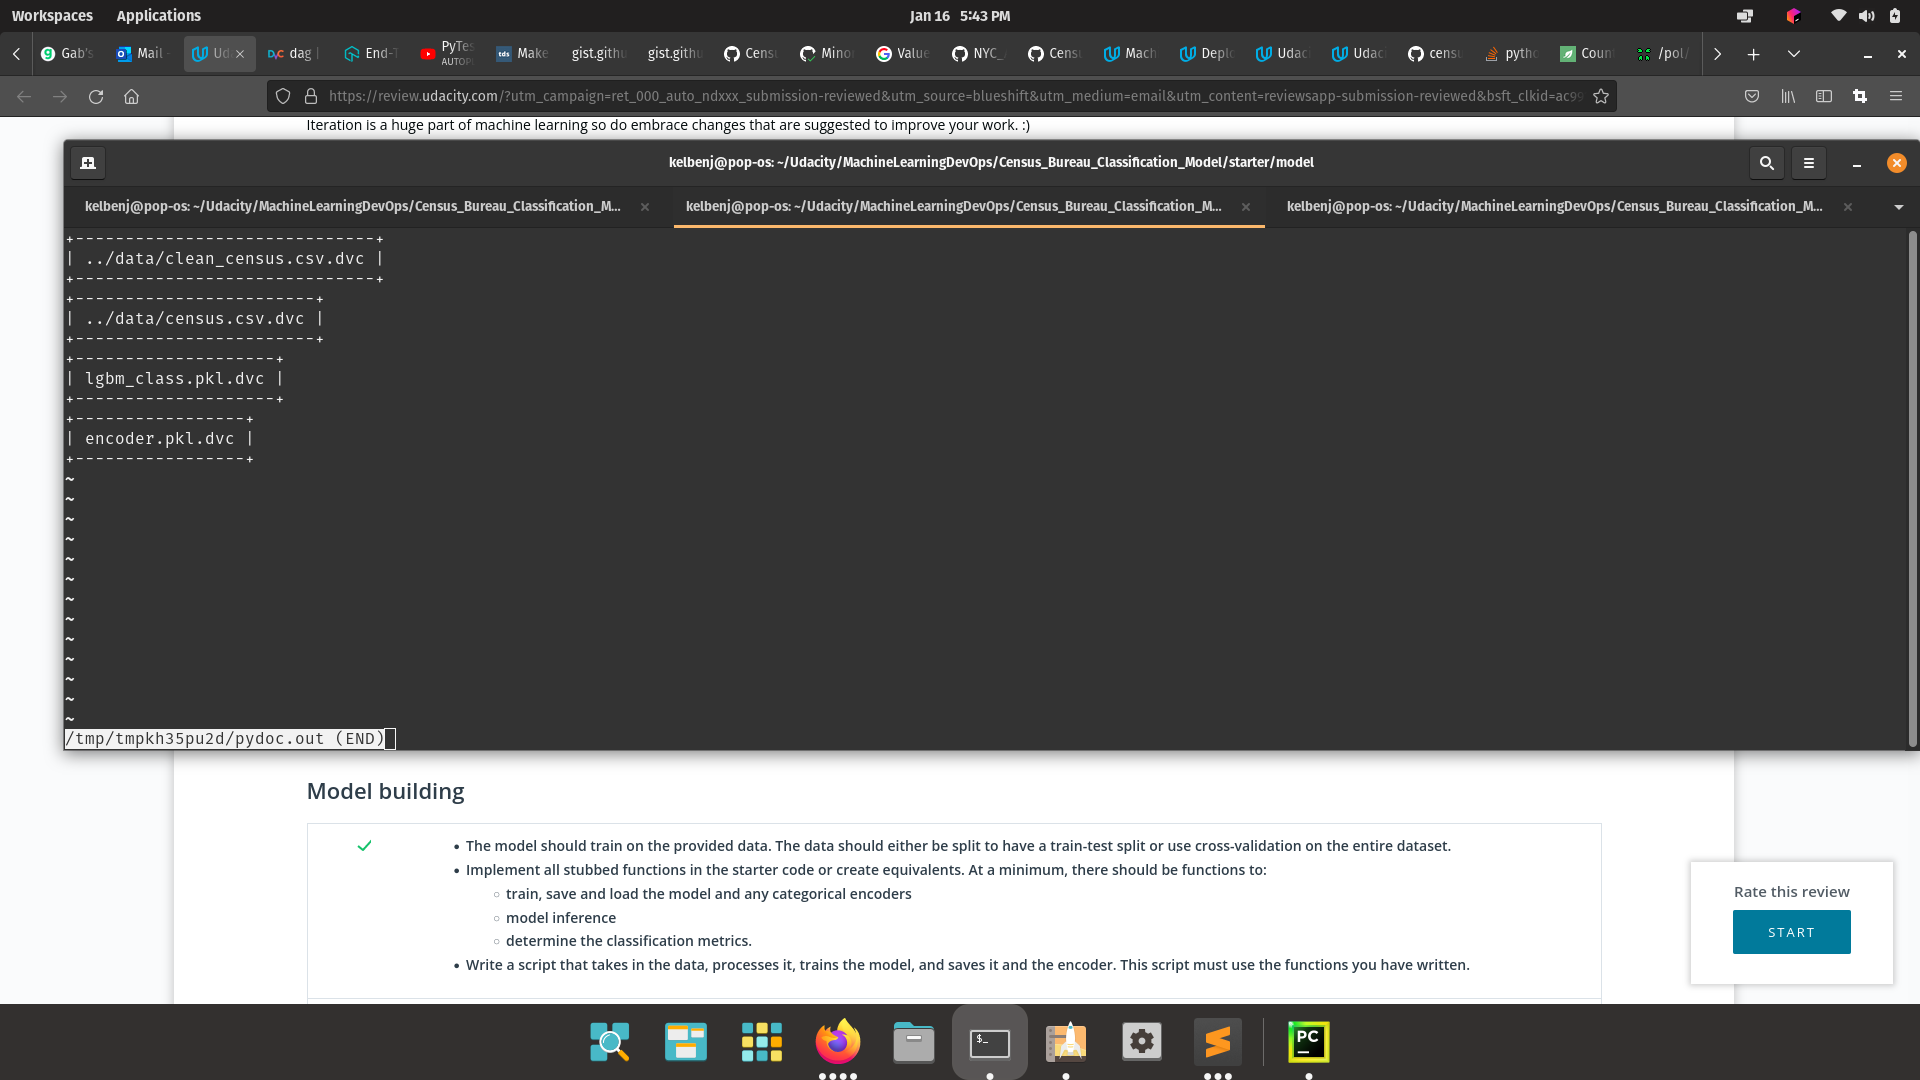 Workspaces Applications Jan 16 5:43 PM
Gab's Mail Ud dag End-T PyTes Make gist.githu gist.githu Censu Mino Value NYC_ Censu Mach Deplo Udac Udac censu pytho Coun /pol/
AUTOPL
https://review.udacity.com/?utm_campaign=ret_000_auto_ndxxx_submission-reviewed&utm_source=blueshift&utm_medium=email&utm_content=reviewsapp-submission-reviewed&bsft_clkid=ac99
Iteration is a huge part of machine learning so do embrace changes that are suggested to improve your work. :)
kelbenj@pop-os: ~/Udacity/MachineLearningDevOps/Census_Bureau_Classification_Model/starter/model
kelbenj@pop-os: ~/Udacity/MachineLearningDevOps/Census_Bureau_Classification_M... kelbenj@pop-os: ~/Udacity/MachineLearningDevOps/Census_Bureau_Classification_M... kelbenj@pop-os: ~/Udacity/MachineLearningDevOps/Census_Bureau_Classification_M...
+------------------------------+
| ../data/clean_census.csv.dvc |
+------------------------------+
+------------------------+
| ../data/census.csv.dvc |
+------------------------+
+--------------------+
| lgbm_class.pkl.dvc |
+--------------------+
+-----------------+
| encoder.pkl.dvc |
+-----------------+
~
~
~
~
~
~
~
~
~
~
~
~
~
/tmp/tmpkh35pu2d/pydoc.out (END)
Model building
• The model should train on the provided data. The data should either be split to have a train-test split or use cross-validation on the entire dataset.
• Implement all stubbed functions in the starter code or create equivalents. At a minimum, there should be functions to:
◦ train, save and load the model and any categorical encoders
◦ model inference
◦ determine the classification metrics.
• Write a script that takes in the data, processes it, trains the model, and saves it and the encoder. This script must use the functions you have written.
Rate this review
START
$_
PC